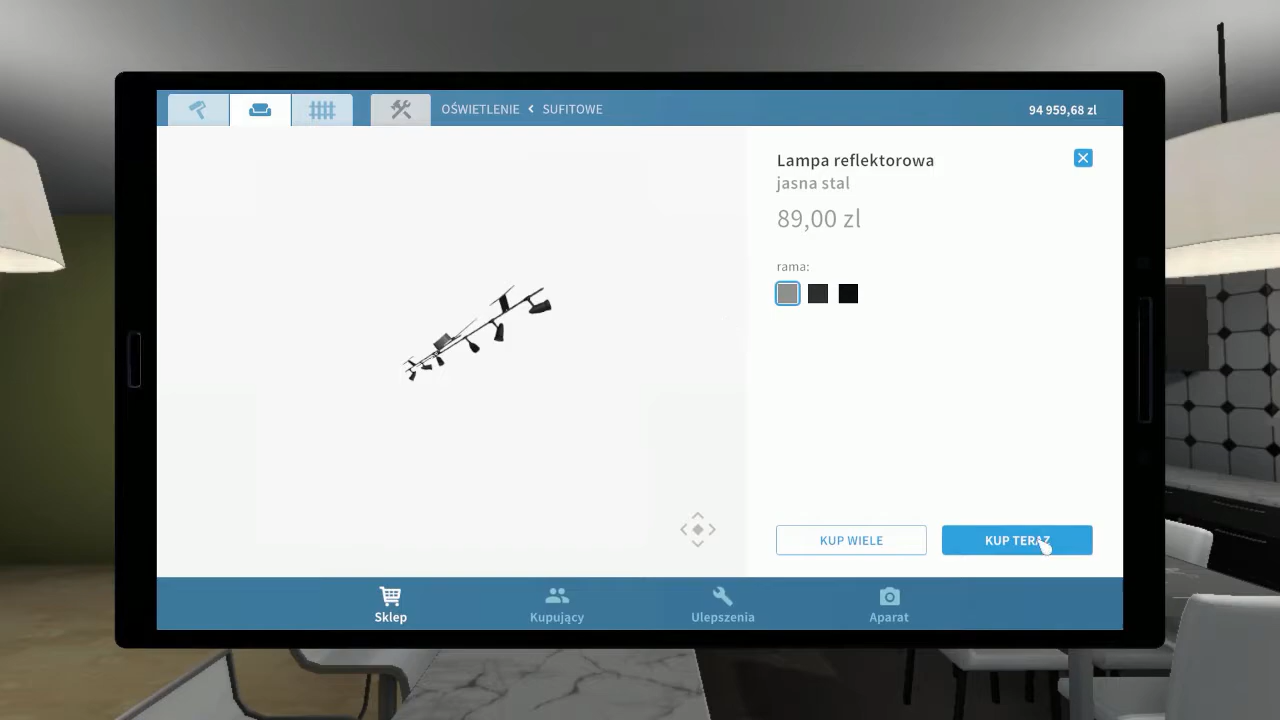 OŚWIETLENIE < SUFITOWE
94 959,68 zl
Lampa reflektorowa
jasna stal
89,00 zl
rama:
KUP WIELE
KUP TERAZ
Sklep
Kupujący
Ulepszenia
Aparat